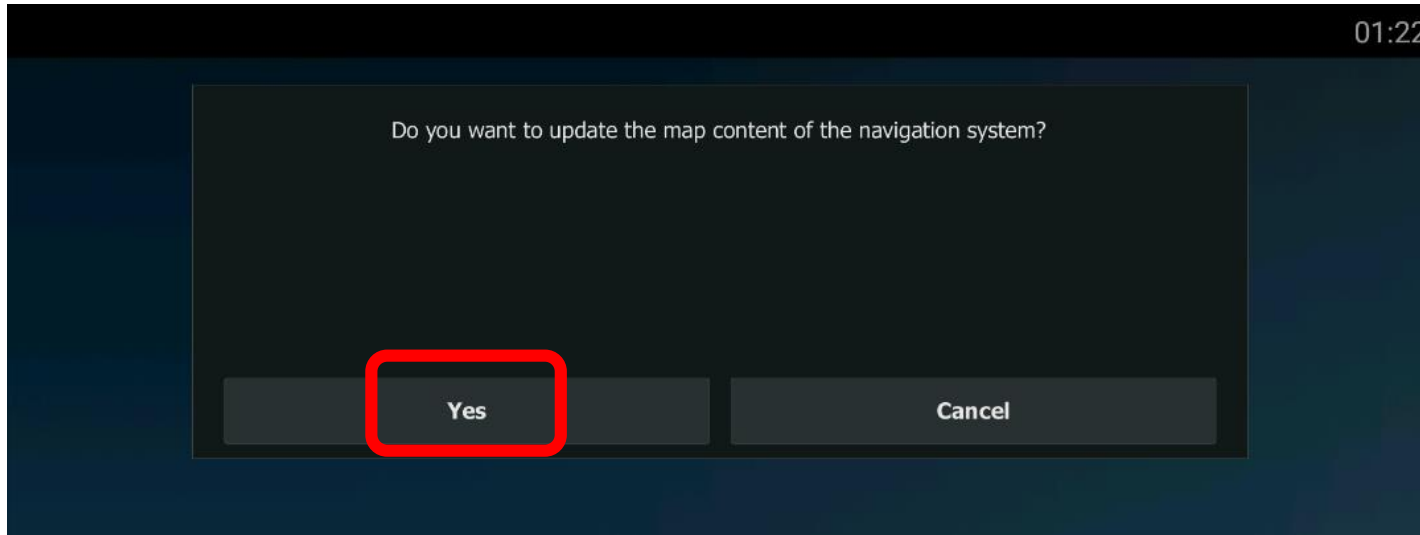 01:22
Do you want to update the map content of the navigation system?
Yes
Cancel